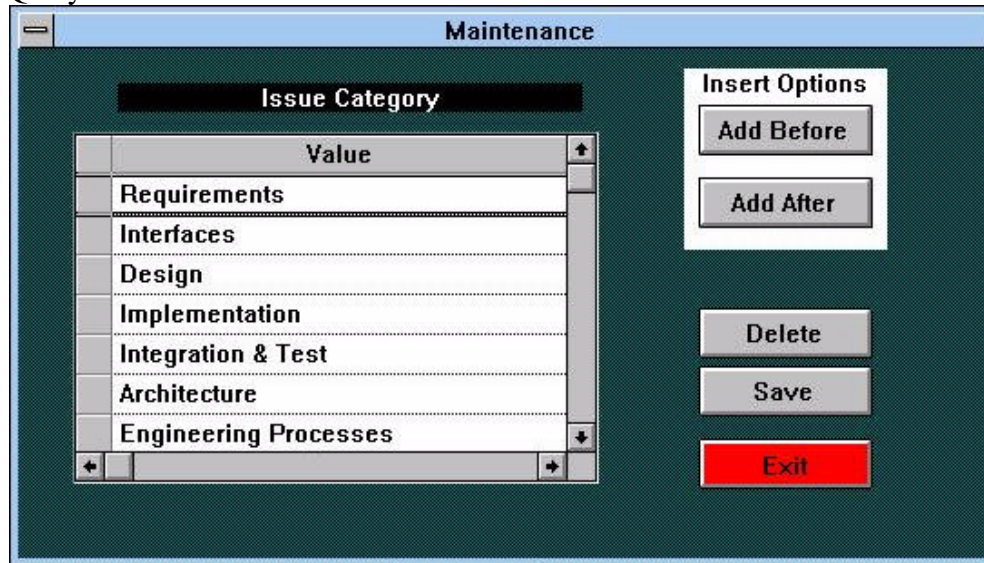 Maintenance
Issue Category
Value
Requirements
Interfaces
Design
Implementation
Integration & Test
Architecture
Engineering Processes
Insert Options
Add Before
Add After
Delete
Save
Exit